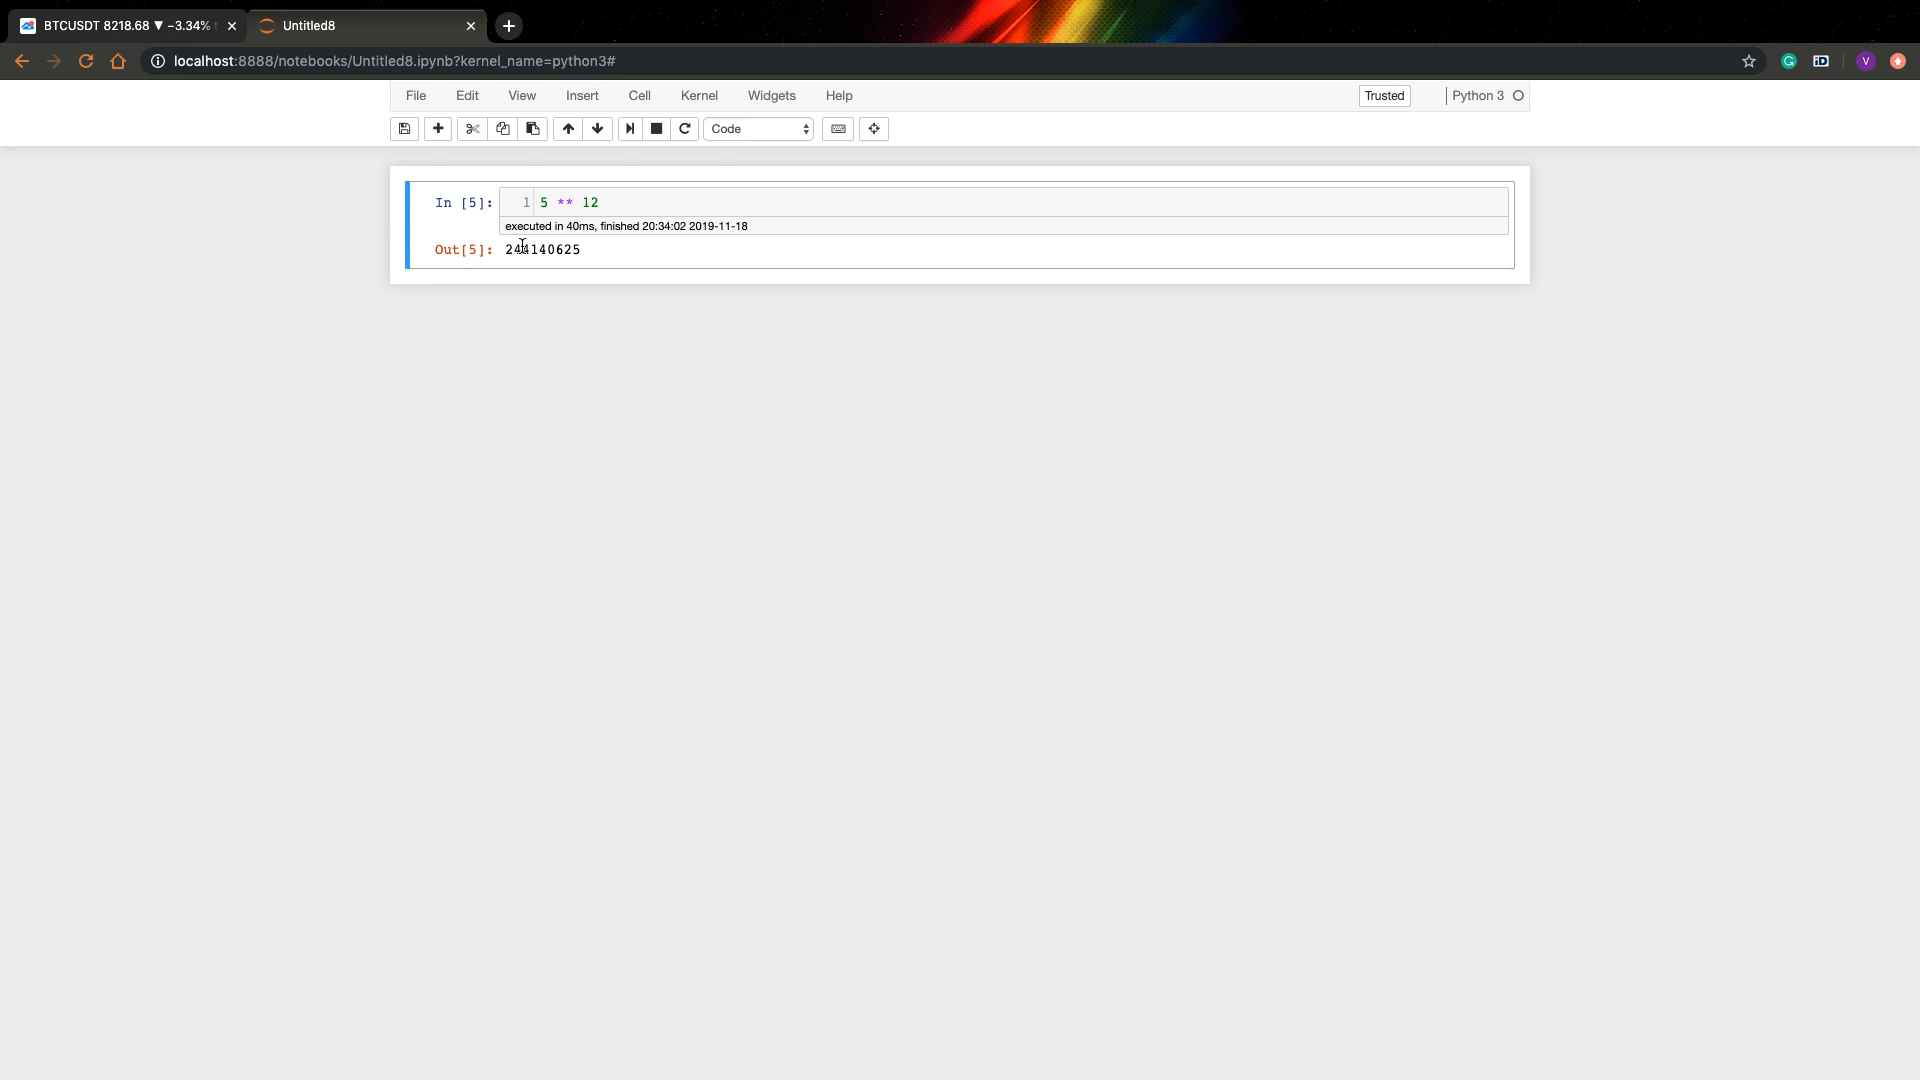 BTCUSDT 8218.68 ▼ −3.34%
Untitled8
localhost:8888/notebooks/Untitled8.ipynb?kernel_name=python3#
V
File Edit View Insert Cell Kernel Widgets Help Trusted Python 3
Code
In [5]: 1 5 ** 12
executed in 40ms, finished 20:34:02 2019-11-18
Out[5]: 244140625